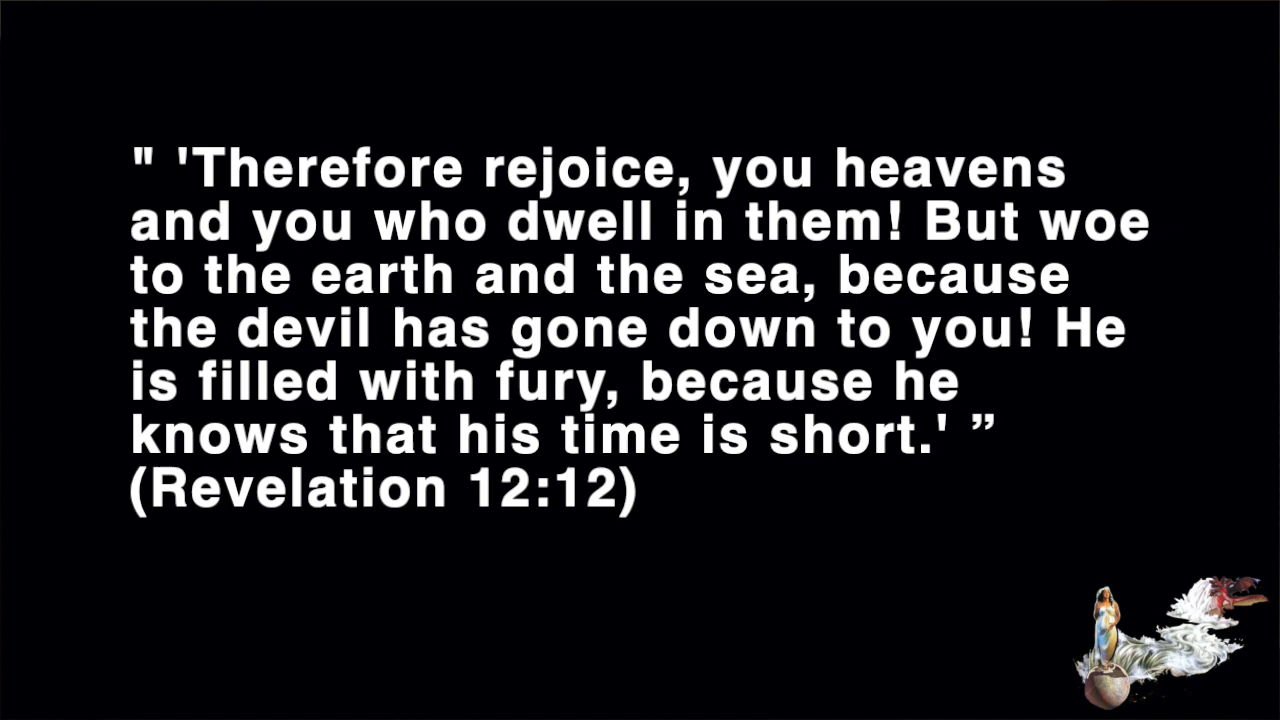 " 'Therefore rejoice, you heavens
and you who dwell in them! But woe
to the earth and the sea, because
the devil has gone down to you! He
is filled with fury, because he
knows that his time is short.' ”
(Revelation 12:12)